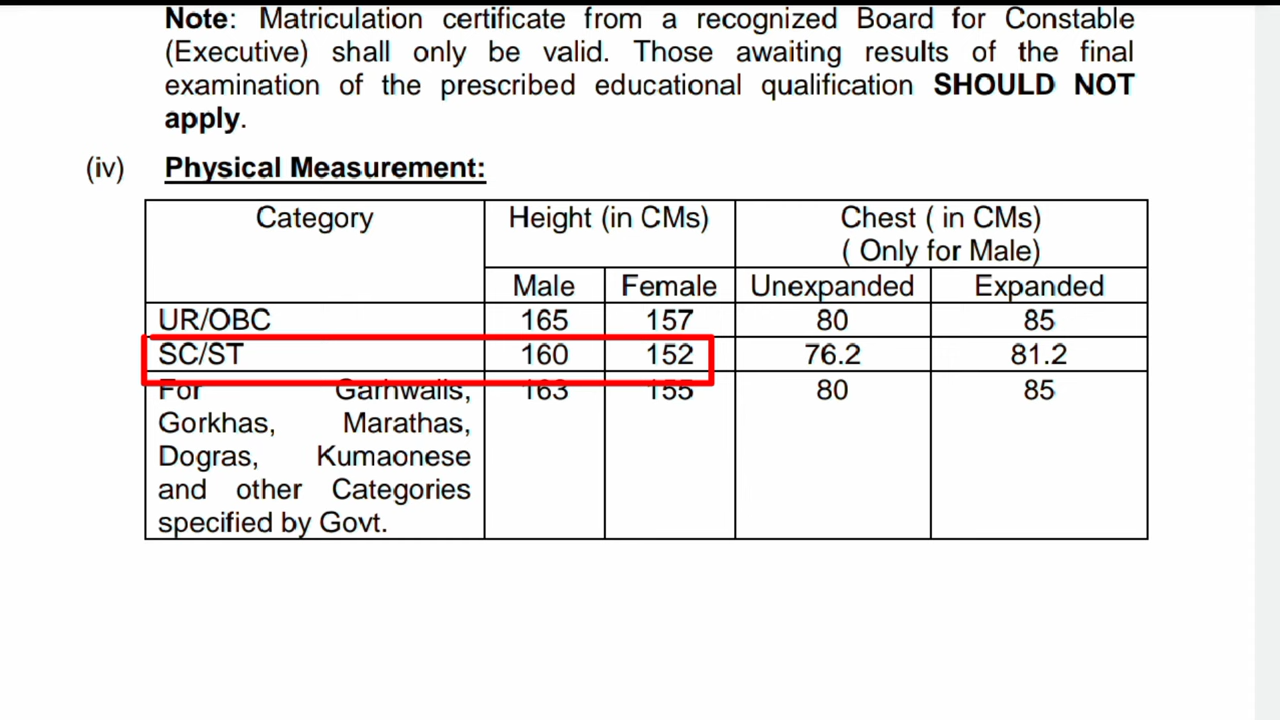 Note: Matriculation certificate from a recognized Board for Constable
(Executive) shall only be valid. Those awaiting results of the final
examination of the prescribed educational qualification SHOULD NOT
apply.
(iv) Physical Measurement:
Category Height (in CMs) Chest ( in CMs)
( Only for Male)
Male Female Unexpanded Expanded
UR/OBC 165 157 80 85
SC/ST 160 152 76.2 81.2
For Garhwalis, 163 155 80 85
Gorkhas, Marathas,
Dogras, Kumaonese
and other Categories
specified by Govt.